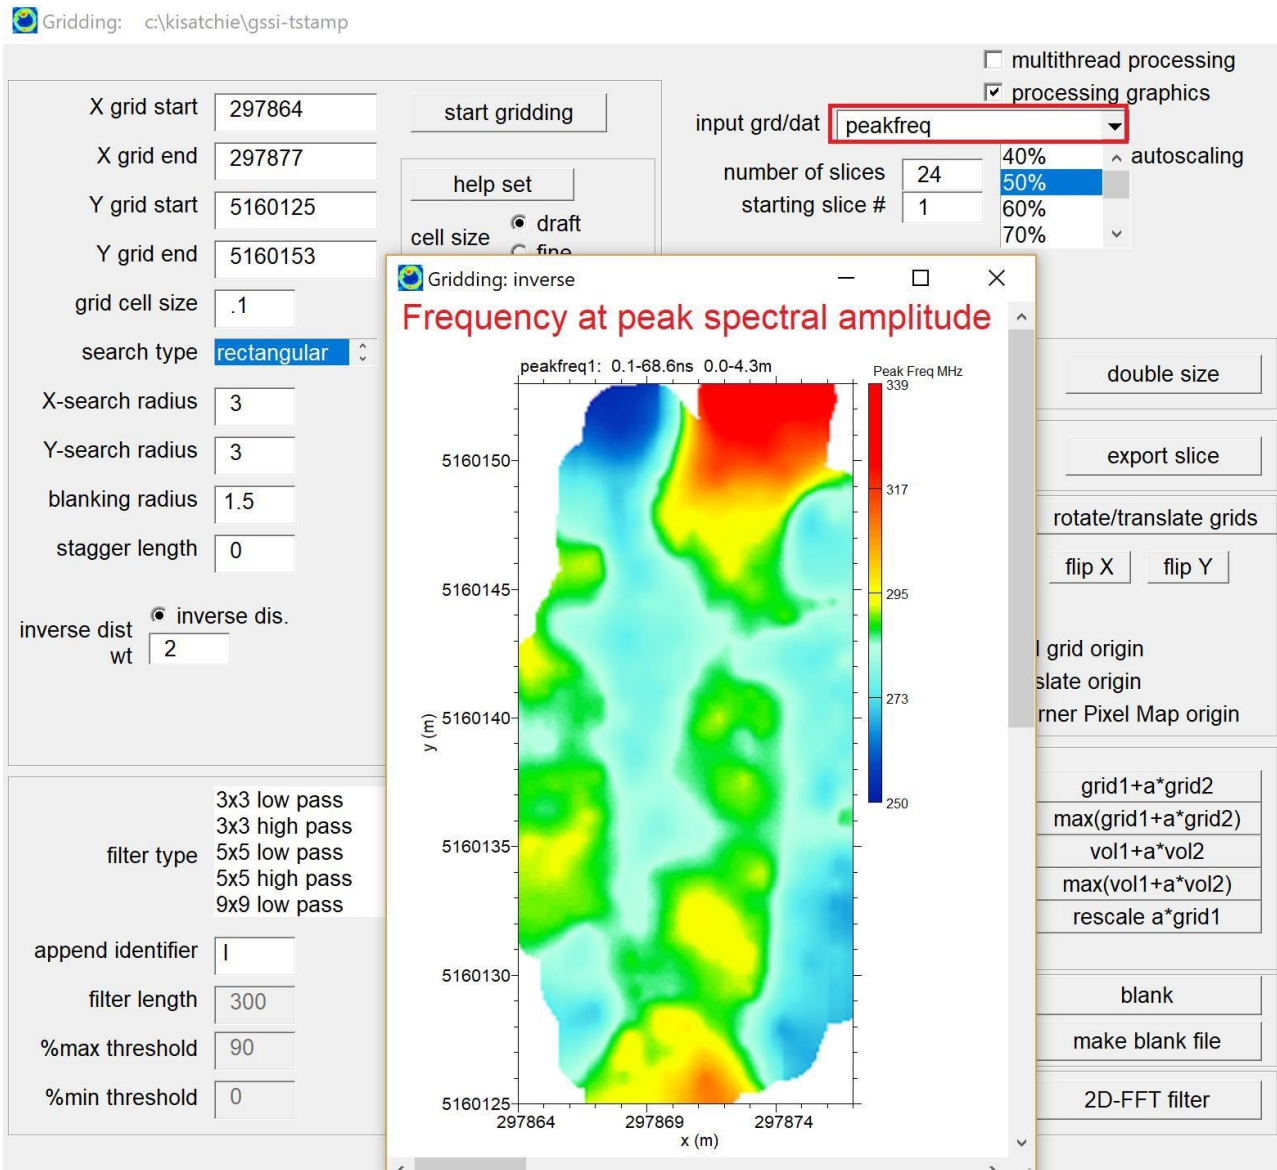 Gridding: c:\kisatchie\gssi-tstamp
multithread processing
processing graphics
X grid start 297864
X grid end 297877
Y grid start 5160125
Y grid end 5160153
grid cell size .1
search type rectangular
X-search radius 3
Y-search radius 3
blanking radius 1.5
stagger length 0
inverse dis.
inverse dist
wt 2
start gridding
help set
cell size
draft
fine
input grd/dat peakfreq
number of slices 24
starting slice # 1
40%
50%
60%
70%
autoscaling
Gridding: inverse
Frequency at peak spectral amplitude
peakfreq1: 0.1-68.6ns 0.0-4.3m
Peak Freq MHz
339
317
295
273
250
5160150
5160145
5160140
5160135
5160130
5160125
y (m)
297864 297869 297874
x (m)
double size
export slice
rotate/translate grids
flip X flip Y
grid origin
slate origin
rner Pixel Map origin
grid1+a*grid2
max(grid1+a*grid2)
vol1+a*vol2
max(vol1+a*vol2)
rescale a*grid1
blank
make blank file
2D-FFT filter
filter type
3x3 low pass
3x3 high pass
5x5 low pass
5x5 high pass
9x9 low pass
append identifier I
filter length 300
%max threshold 90
%min threshold 0